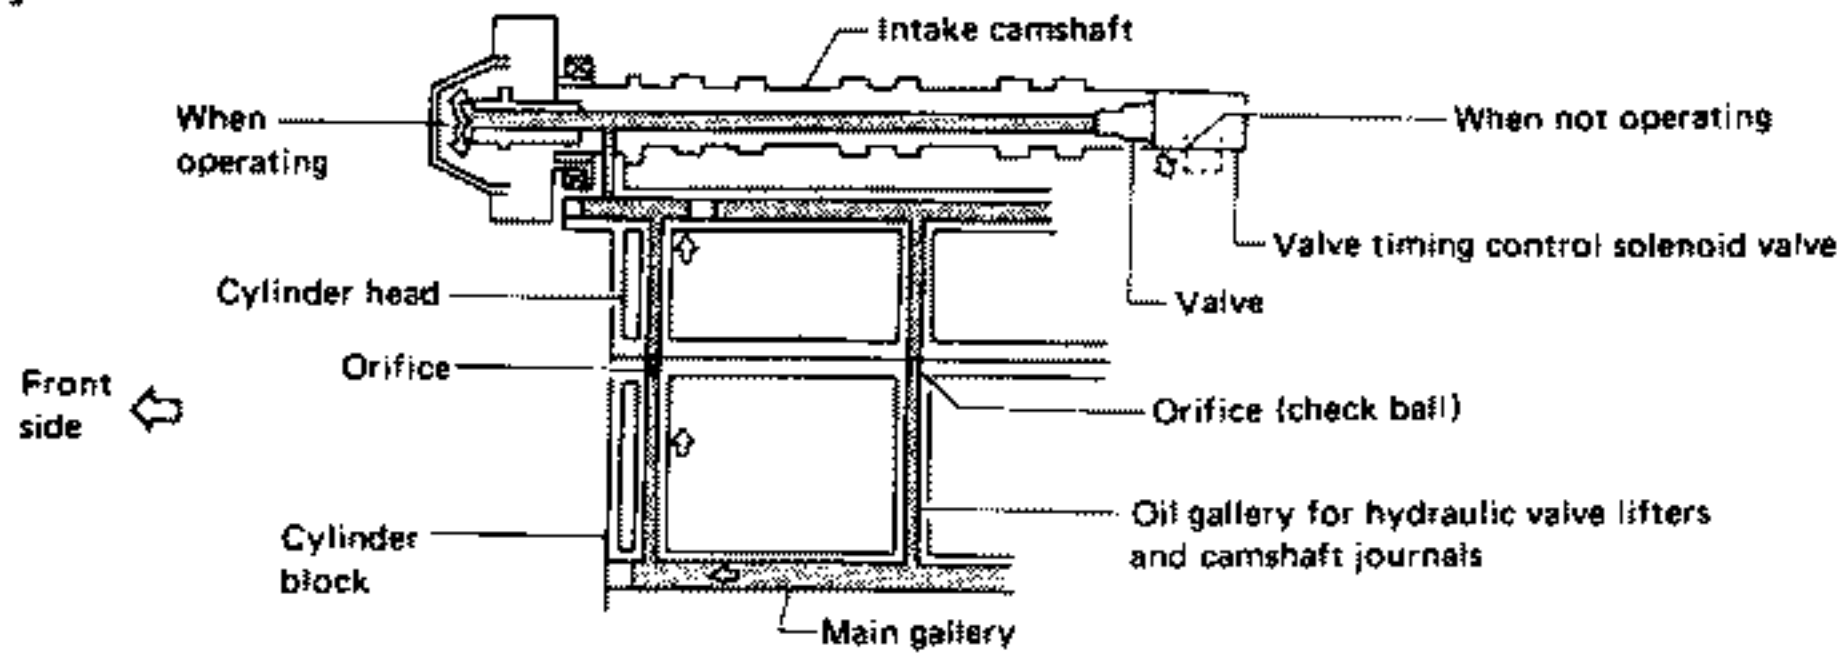 Intake camshaft
When
operating
When not operating
Valve timing control solenoid valve
Cylinder head
Valve
Orifice
Front
side
Orifice (check ball)
Oil gallery for hydraulic valve lifters
and camshaft journals
Cylinder
block
Main gallery